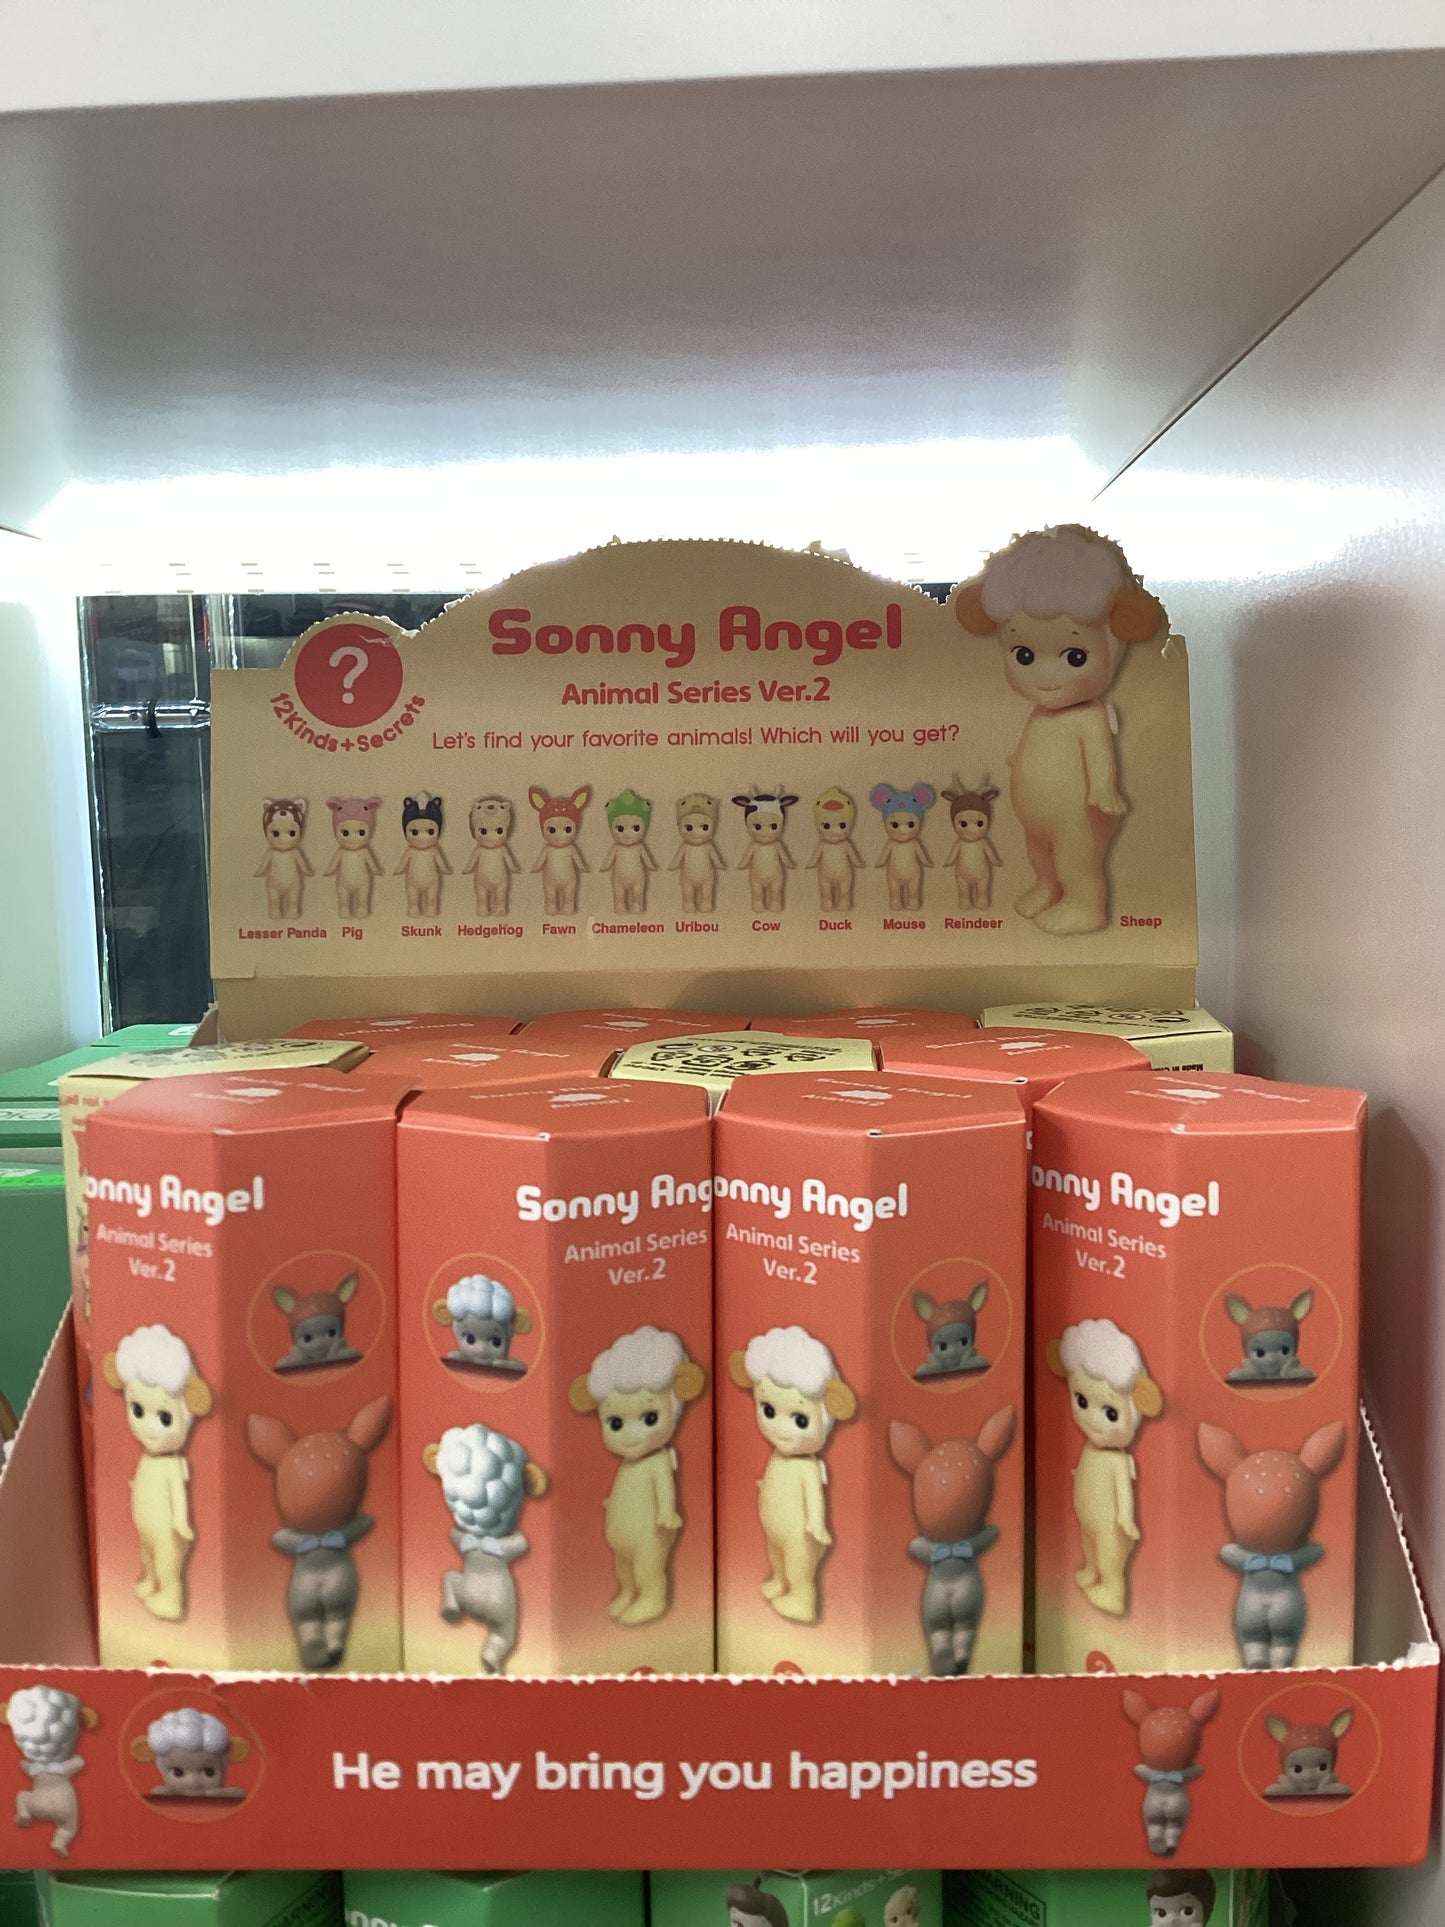 Sonny Angel
?
12Kinds+Secrets
Animal Series Ver.2
Let's find your favorite animals! Which will you get?
Lesser Panda Pig Skunk Hedgehog Fawn Chameleon Uribou Cow Duck Mouse Reindeer Sheep
onny Angel
Animal Series
Ver.2
Sonny Ang
Animal Series
Ver.2
onny Angel
Animal Series
Ver.2
onny Angel
Animal Series
Ver.2
He may bring you happiness
12Kinds+Se
WARNING